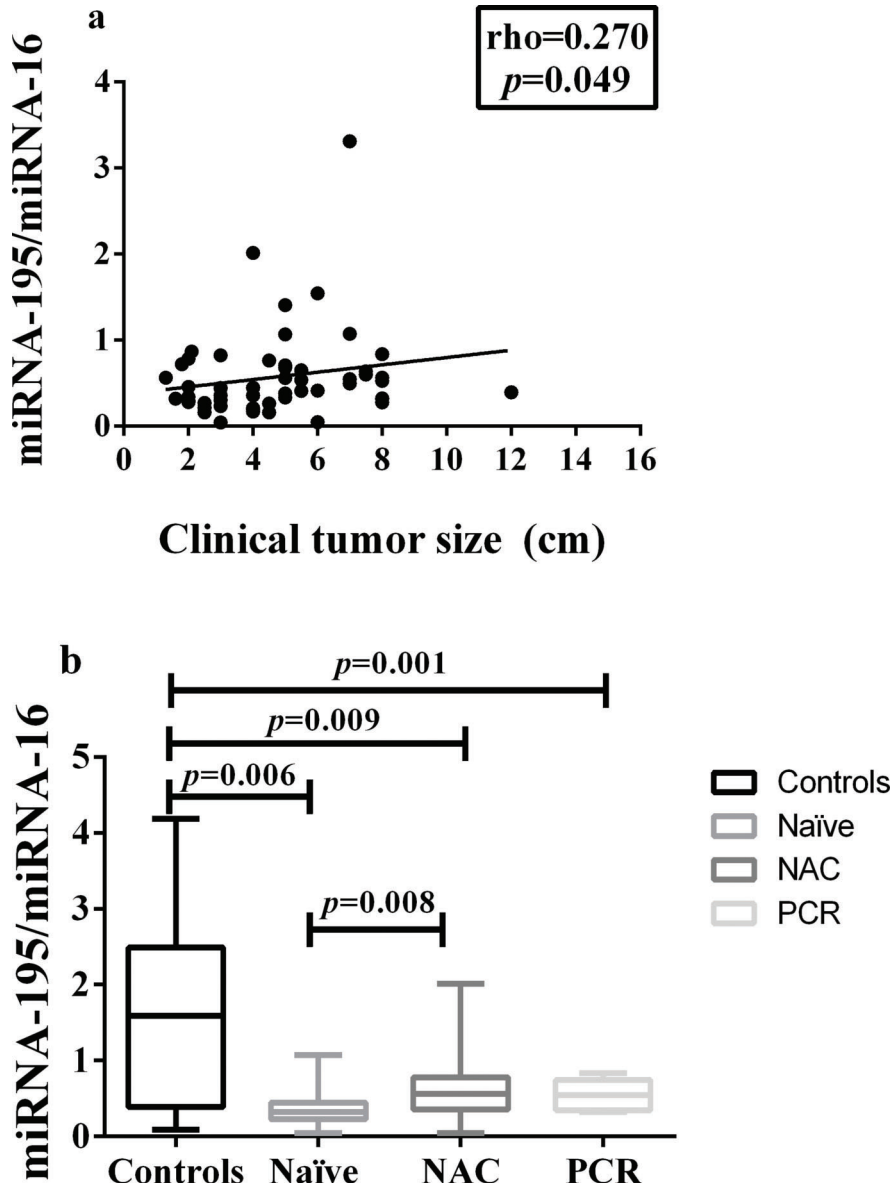 a
rho=0.270
p=0.049
miRNA-195/miRNA-16
4
3
2
1
0
0 2 4 6 8 10 12 14 16
Clinical tumor size (cm)
b
p=0.001
p=0.009
p=0.006
p=0.008
miRNA-195/miRNA-16
5
4
3
2
1
0
Controls Naïve NAC PCR
Controls
Naïve
NAC
PCR